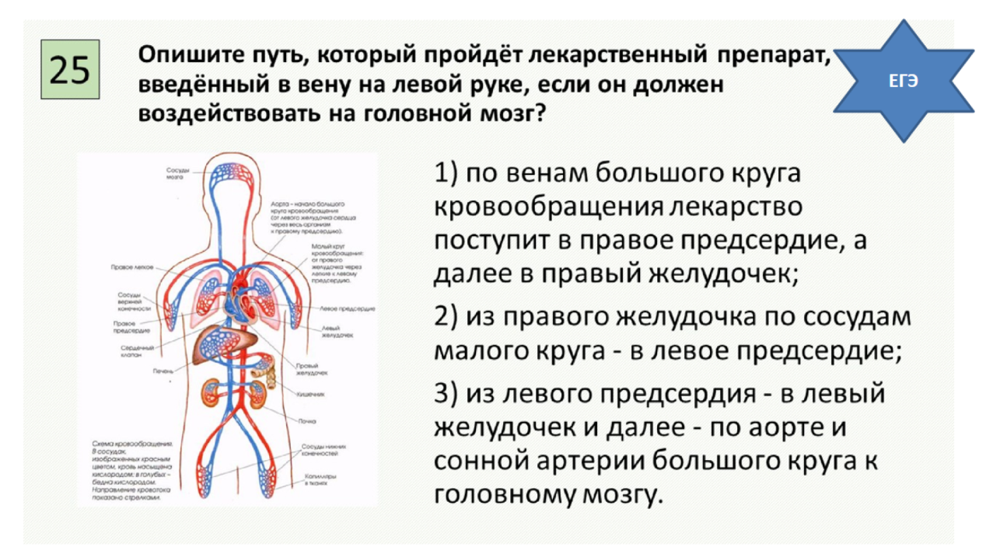 25
Опишите путь, который пройдёт лекарственный препарат,
введённый в вену на левой руке, если он должен
воздействовать на головной мозг?
ЕГЭ
Сосуды
мозга
Аорта – начало большого
круга кровообращения
(от левого желудочка сердца
через весь организм
к правому предсердию).
Малый круг
кровообращения:
от правого
желудочка через
легкие к левому
предсердию.
Правое легкое
Сосуды
верхней
конечности
Правое
предсердие
Сердечный
клапан
Печень
Левое предсердие
Левый
желудочек
Правый
желудочек
Кишечник
Почка
Сосуды нижних
конечностей
Капилляры
в тканях
Схема кровообращения.
В сосудах,
изображенных красным
цветом, кровь насыщена
кислородом; в голубых –
бедна кислородом.
Направление кровотока
показано стрелками.
1) по венам большого круга
кровообращения лекарство
поступит в правое предсердие, а
далее в правый желудочек;
2) из правого желудочка по сосудам
малого круга - в левое предсердие;
3) из левого предсердия - в левый
желудочек и далее - по аорте и
сонной артерии большого круга к
головному мозгу.